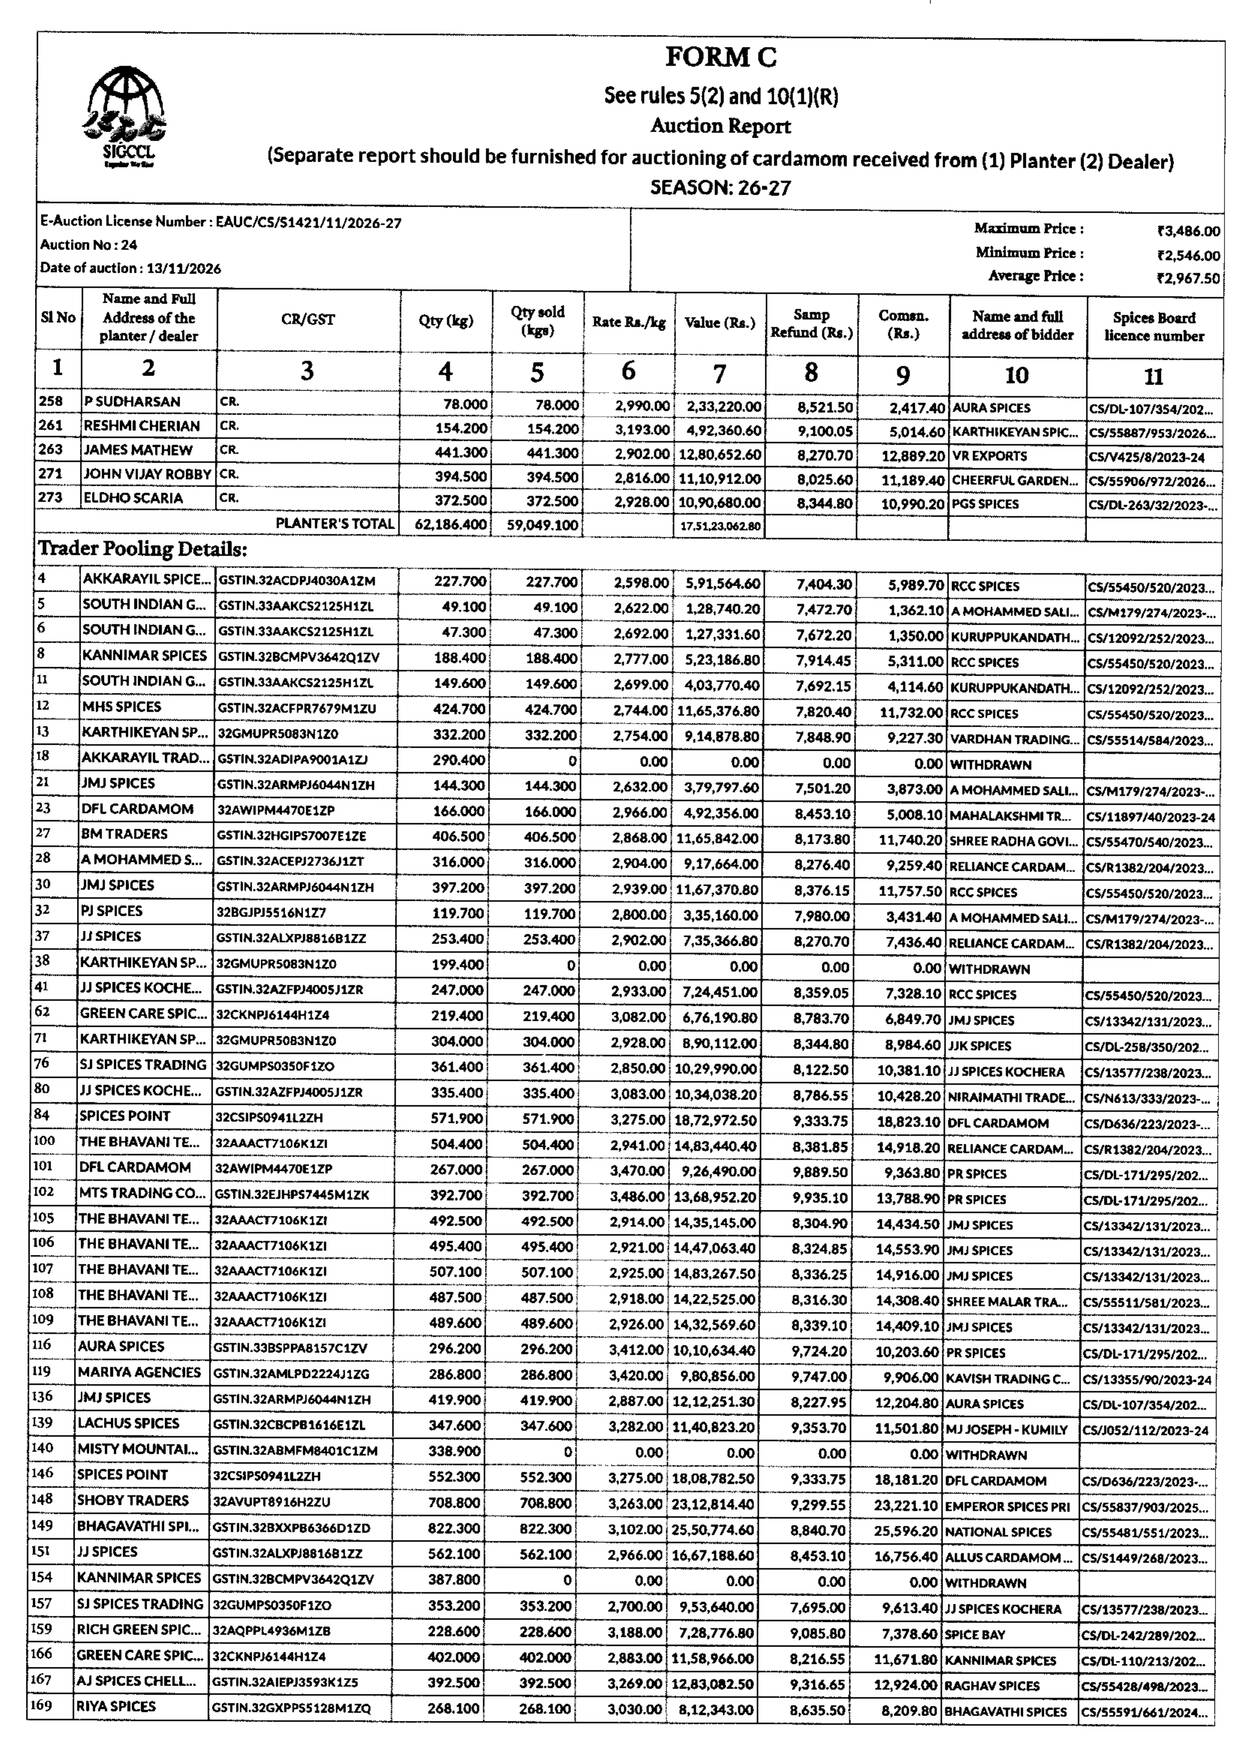 FORM C
See rules 5(2) and 10(1)(R)
Auction Report
(Separate report should be furnished for auctioning of cardamom received from (1) Planter (2) Dealer)
SEASON: 26-27
SIGCCL
E-Auction License Number : EAUC/CS/S1421/11/2026-27
Auction No : 24
Date of auction : 13/11/2026
Maximum Price : ₹3,486.00
Minimum Price : ₹2,546.00
Average Price : ₹2,967.50
Sl No | Name and Full Address of the planter / dealer | CR/GST | Qty (kg) | Qty sold (kgs) | Rate Rs./kg | Value (Rs.) | Samp Refund (Rs.) | Comsn. (Rs.) | Name and full address of bidder | Spices Board licence number
1 2 3 4 5 6 7 8 9 10 11
258 P SUDHARSAN CR. 78.000 78.000 2,990.00 2,33,220.00 8,521.50 2,417.40 AURA SPICES CS/DL-107/354/202...
261 RESHMI CHERIAN CR. 154.200 154.200 3,193.00 4,92,360.60 9,100.05 5,014.60 KARTHIKEYAN SPIC... CS/55887/953/2026...
263 JAMES MATHEW CR. 441.300 441.300 2,902.00 12,80,652.60 8,270.70 12,889.20 VR EXPORTS CS/V425/8/2023-24
271 JOHN VIJAY ROBBY CR. 394.500 394.500 2,816.00 11,10,912.00 8,025.60 11,189.40 CHEERFUL GARDEN... CS/55906/972/2026...
273 ELDHO SCARIA CR. 372.500 372.500 2,928.00 10,90,680.00 8,344.80 10,990.20 PGS SPICES CS/DL-263/32/2023-...
PLANTER'S TOTAL 62,186.400 59,049.100 17,51,23,062.80
Trader Pooling Details:
4 AKKARAYIL SPICE... GSTIN.32ACDPJ4030A1ZM 227.700 227.700 2,598.00 5,91,564.60 7,404.30 5,989.70 RCC SPICES CS/55450/520/2023...
5 SOUTH INDIAN G... GSTIN.33AAKCS2125H1ZL 49.100 49.100 2,622.00 1,28,740.20 7,472.70 1,362.10 A MOHAMMED SALI... CS/M179/274/2023-...
6 SOUTH INDIAN G... GSTIN.33AAKCS2125H1ZL 47.300 47.300 2,692.00 1,27,331.60 7,672.20 1,350.00 KURUPPUKANDATH... CS/12092/252/2023...
8 KANNIMAR SPICES GSTIN.32BCMPV3642Q1ZV 188.400 188.400 2,777.00 5,23,186.80 7,914.45 5,311.00 RCC SPICES CS/55450/520/2023...
11 SOUTH INDIAN G... GSTIN.33AAKCS2125H1ZL 149.600 149.600 2,699.00 4,03,770.40 7,692.15 4,114.60 KURUPPUKANDATH... CS/12092/252/2023...
12 MHS SPICES GSTIN.32ACFPR7679M1ZU 424.700 424.700 2,744.00 11,65,376.80 7,820.40 11,732.00 RCC SPICES CS/55450/520/2023...
13 KARTHIKEYAN SP... 32GMUPR5083N1Z0 332.200 332.200 2,754.00 9,14,878.80 7,848.90 9,227.30 VARDHAN TRADING... CS/55514/584/2023...
18 AKKARAYIL TRAD... GSTIN.32ADIPA9001A1ZJ 290.400 0 0.00 0.00 0.00 0.00 WITHDRAWN
21 JMJ SPICES GSTIN.32ARMPJ6044N1ZH 144.300 144.300 2,632.00 3,79,797.60 7,501.20 3,873.00 A MOHAMMED SALI... CS/M179/274/2023-...
23 DFL CARDAMOM 32AWIPM4470E1ZP 166.000 166.000 2,966.00 4,92,356.00 8,453.10 5,008.10 MAHALAKSHMI TR... CS/11897/40/2023-24
27 BM TRADERS GSTIN.32HGIPS7007E1ZE 406.500 406.500 2,868.00 11,65,842.00 8,173.80 11,740.20 SHREE RADHA GOVI... CS/55470/540/2023...
28 A MOHAMMED S... GSTIN.32ACEPJ2736J1ZT 316.000 316.000 2,904.00 9,17,664.00 8,276.40 9,259.40 RELIANCE CARDAM... CS/R1382/204/2023...
30 JMJ SPICES GSTIN.32ARMPJ6044N1ZH 397.200 397.200 2,939.00 11,67,370.80 8,376.15 11,757.50 RCC SPICES CS/55450/520/2023...
32 PJ SPICES 32BGJPJ5516N1Z7 119.700 119.700 2,800.00 3,35,160.00 7,980.00 3,431.40 A MOHAMMED SALI... CS/M179/274/2023-...
37 JJ SPICES GSTIN.32ALXPJ8816B1ZZ 253.400 253.400 2,902.00 7,35,366.80 8,270.70 7,436.40 RELIANCE CARDAM... CS/R1382/204/2023...
38 KARTHIKEYAN SP... 32GMUPR5083N1Z0 199.400 0 0.00 0.00 0.00 0.00 WITHDRAWN
41 JJ SPICES KOCHE... GSTIN.32AZFPJ4005J1ZR 247.000 247.000 2,933.00 7,24,451.00 8,359.05 7,328.10 RCC SPICES CS/55450/520/2023...
62 GREEN CARE SPIC... 32CKNPJ6144H1Z4 219.400 219.400 3,082.00 6,76,190.80 8,783.70 6,849.70 JMJ SPICES CS/13342/131/2023...
71 KARTHIKEYAN SP... 32GMUPR5083N1Z0 304.000 304.000 2,928.00 8,90,112.00 8,344.80 8,984.60 JJK SPICES CS/DL-258/350/202...
76 SJ SPICES TRADING 32GUMPS0350F1ZO 361.400 361.400 2,850.00 10,29,990.00 8,122.50 10,381.10 JJ SPICES KOCHERA CS/13577/238/2023...
80 JJ SPICES KOCHE... GSTIN.32AZFPJ4005J1ZR 335.400 335.400 3,083.00 10,34,038.20 8,786.55 10,428.20 NIRAIMATHI TRADE... CS/N613/333/2023-...
84 SPICES POINT 32CSIPS0941L2ZH 571.900 571.900 3,275.00 18,72,972.50 9,333.75 18,823.10 DFL CARDAMOM CS/D636/223/2023-...
100 THE BHAVANI TE... 32AAACT7106K1ZI 504.400 504.400 2,941.00 14,83,440.40 8,381.85 14,918.20 RELIANCE CARDAM... CS/R1382/204/2023...
101 DFL CARDAMOM 32AWIPM4470E1ZP 267.000 267.000 3,470.00 9,26,490.00 9,889.50 9,363.80 PR SPICES CS/DL-171/295/202...
102 MTS TRADING CO... GSTIN.32EJHPS7445M1ZK 392.700 392.700 3,486.00 13,68,952.20 9,935.10 13,788.90 PR SPICES CS/DL-171/295/202...
105 THE BHAVANI TE... 32AAACT7106K1ZI 492.500 492.500 2,914.00 14,35,145.00 8,304.90 14,434.50 JMJ SPICES CS/13342/131/2023...
106 THE BHAVANI TE... 32AAACT7106K1ZI 495.400 495.400 2,921.00 14,47,063.40 8,324.85 14,553.90 JMJ SPICES CS/13342/131/2023...
107 THE BHAVANI TE... 32AAACT7106K1ZI 507.100 507.100 2,925.00 14,83,267.50 8,336.25 14,916.00 JMJ SPICES CS/13342/131/2023...
108 THE BHAVANI TE... 32AAACT7106K1ZI 487.500 487.500 2,918.00 14,22,525.00 8,316.30 14,308.40 SHREE MALAR TRA... CS/55511/581/2023...
109 THE BHAVANI TE... 32AAACT7106K1ZI 489.600 489.600 2,926.00 14,32,569.60 8,339.10 14,409.10 JMJ SPICES CS/13342/131/2023...
116 AURA SPICES GSTIN.33BSPPA8157C1ZV 296.200 296.200 3,412.00 10,10,634.40 9,724.20 10,203.60 PR SPICES CS/DL-171/295/202...
119 MARIYA AGENCIES GSTIN.32AMLPD2224J1ZG 286.800 286.800 3,420.00 9,80,856.00 9,747.00 9,906.00 KAVISH TRADING C... CS/13355/90/2023-24
136 JMJ SPICES GSTIN.32ARMPJ6044N1ZH 419.900 419.900 2,887.00 12,12,251.30 8,227.95 12,204.80 AURA SPICES CS/DL-107/354/202...
139 LACHUS SPICES GSTIN.32CBCPB1616E1ZL 347.600 347.600 3,282.00 11,40,823.20 9,353.70 11,501.80 MJ JOSEPH - KUMILY CS/J052/112/2023-24
140 MISTY MOUNTAI... GSTIN.32ABMFM8401C1ZM 338.900 0 0.00 0.00 0.00 0.00 WITHDRAWN
146 SPICES POINT 32CSIPS0941L2ZH 552.300 552.300 3,275.00 18,08,782.50 9,333.75 18,181.20 DFL CARDAMOM CS/D636/223/2023-...
148 SHOBY TRADERS 32AVUPT8916H2ZU 708.800 708.800 3,263.00 23,12,814.40 9,299.55 23,221.10 EMPEROR SPICES PRI CS/55837/903/2025...
149 BHAGAVATHI SPI... GSTIN.32BXXPB6366D1ZD 822.300 822.300 3,102.00 25,50,774.60 8,840.70 25,596.20 NATIONAL SPICES CS/55481/551/2023...
151 JJ SPICES GSTIN.32ALXPJ8816B1ZZ 562.100 562.100 2,966.00 16,67,188.60 8,453.10 16,756.40 ALLUS CARDAMOM ... CS/S1449/268/2023...
154 KANNIMAR SPICES GSTIN.32BCMPV3642Q1ZV 387.800 0 0.00 0.00 0.00 0.00 WITHDRAWN
157 SJ SPICES TRADING 32GUMPS0350F1ZO 353.200 353.200 2,700.00 9,53,640.00 7,695.00 9,613.40 JJ SPICES KOCHERA CS/13577/238/2023...
159 RICH GREEN SPIC... 32AQPPL4936M1ZB 228.600 228.600 3,188.00 7,28,776.80 9,085.80 7,378.60 SPICE BAY CS/DL-242/289/202...
166 GREEN CARE SPIC... 32CKNPJ6144H1Z4 402.000 402.000 2,883.00 11,58,966.00 8,216.55 11,671.80 KANNIMAR SPICES CS/DL-110/213/202...
167 AJ SPICES CHELL... GSTIN.32AIEPJ3593K1Z5 392.500 392.500 3,269.00 12,83,082.50 9,316.65 12,924.00 RAGHAV SPICES CS/55428/498/2023...
169 RIYA SPICES GSTIN.32GXPPS5128M1ZQ 268.100 268.100 3,030.00 8,12,343.00 8,635.50 8,209.80 BHAGAVATHI SPICES CS/55591/661/2024...